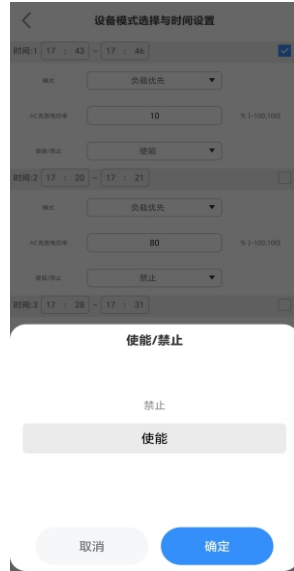 设备模式选择与时间设置
时间:1 17 : 43 ~ 17 : 46
模式 负载优先
AC充放电功率 10 % [-100,100]
使能/禁止 使能
时间:2 17 : 20 ~ 17 : 21
模式 负载优先
AC充放电功率 80 % [-100,100]
使能/禁止 禁止
时间:3 17 : 28 ~ 17 : 31
使能/禁止
禁止
使能
取消 确定